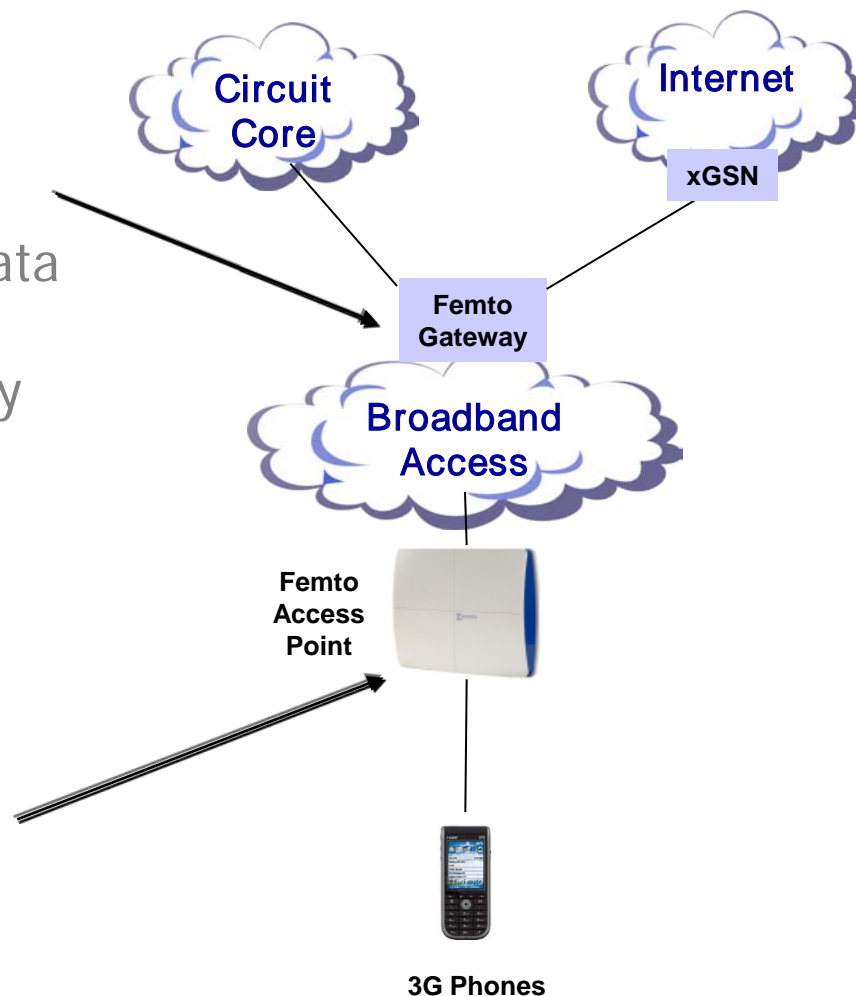 Circuit
Core
Internet
xGSN
ata
Femto
Gateway
y
Broadband
Access
Femto
Access
Point
3G Phones